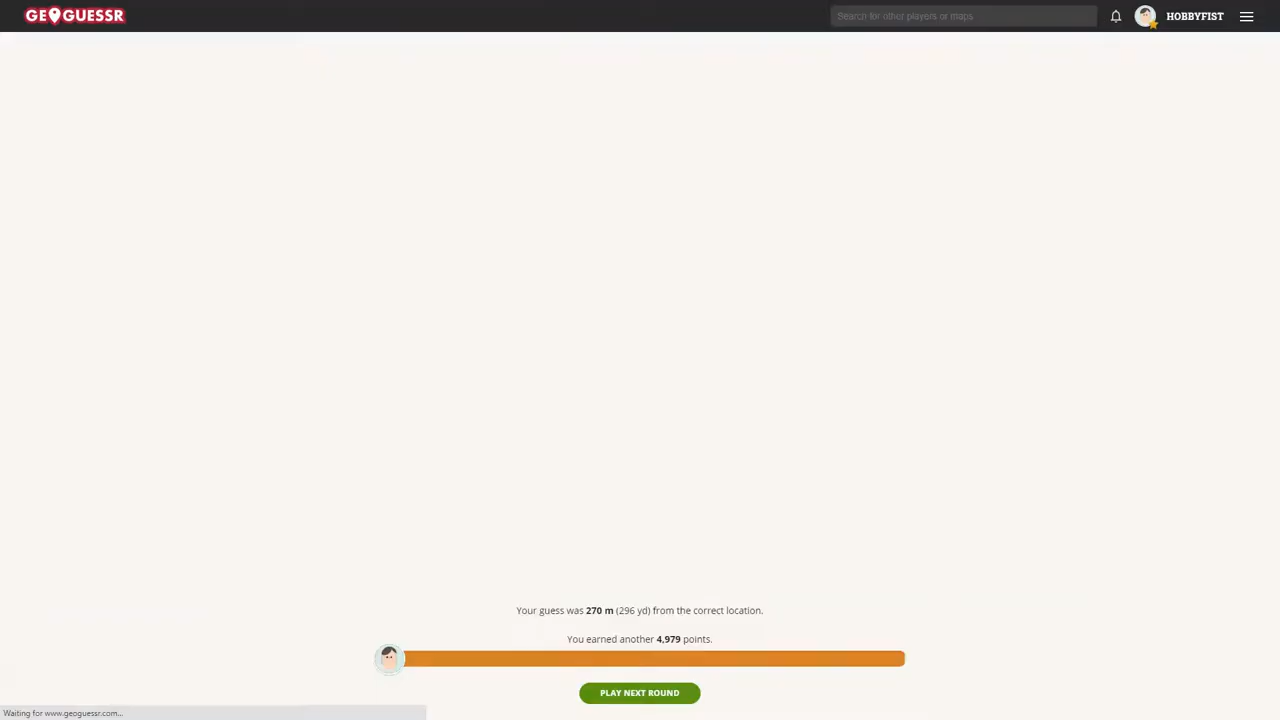 GEOGUESSR
Search for other players or maps
HOBBYFIST
Your guess was 270 m (296 yd) from the correct location.
You earned another 4,979 points.
PLAY NEXT ROUND
Waiting for www.geoguessr.com...